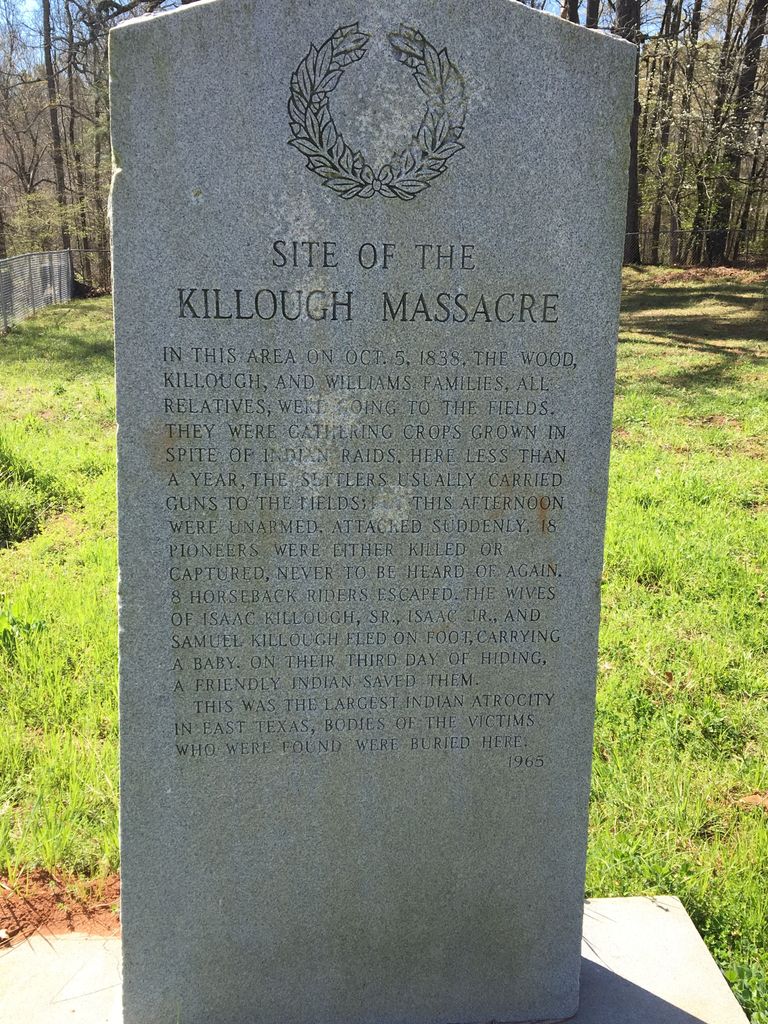 SITE OF THE
KILLOUGH MASSACRE
IN THIS AREA ON OCT. 5, 1838, THE WOOD,
KILLOUGH, AND WILLIAMS FAMILIES, ALL
RELATIVES, WERE GOING TO THE FIELDS.
THEY WERE GATHERING CROPS GROWN IN
SPITE OF INDIAN RAIDS. HERE LESS THAN
A YEAR, THE SETTLERS USUALLY CARRIED
GUNS TO THE FIELDS; THIS AFTERNOON
WERE UNARMED. ATTACKED SUDDENLY, 18
PIONEERS WERE EITHER KILLED OR
CAPTURED, NEVER TO BE HEARD OF AGAIN.
8 HORSEBACK RIDERS ESCAPED. THE WIVES
OF ISAAC KILLOUGH, SR., ISAAC JR., AND
SAMUEL KILLOUGH FLED ON FOOT, CARRYING
A BABY. ON THEIR THIRD DAY OF HIDING,
A FRIENDLY INDIAN SAVED THEM.
THIS WAS THE LARGEST INDIAN ATROCITY
IN EAST TEXAS, BODIES OF THE VICTIMS
WHO WERE FOUND WERE BURIED HERE.
1965